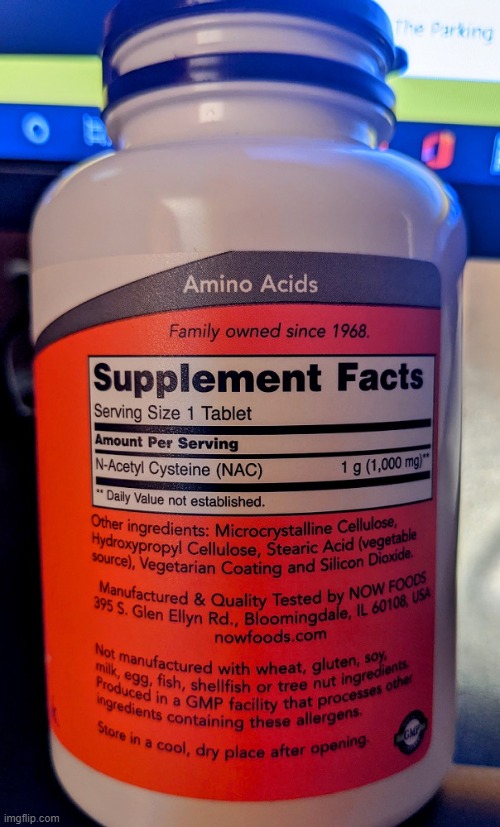 The Parking
Amino Acids
Family owned since 1968.
Supplement Facts
Serving Size 1 Tablet
Amount Per Serving
N-Acetyl Cysteine (NAC) 1 g (1,000 mg)**
** Daily Value not established.
Other ingredients: Microcrystalline Cellulose,
Hydroxypropyl Cellulose, Stearic Acid (vegetable
source), Vegetarian Coating and Silicon Dioxide.
Manufactured & Quality Tested by NOW FOODS
395 S. Glen Ellyn Rd., Bloomingdale, IL 60108, USA
nowfoods.com
Not manufactured with wheat, gluten, soy,
milk, egg, fish, shellfish or tree nut ingredients.
Produced in a GMP facility that processes other
ingredients containing these allergens.
Store in a cool, dry place after opening.
GMP
imgflip.com